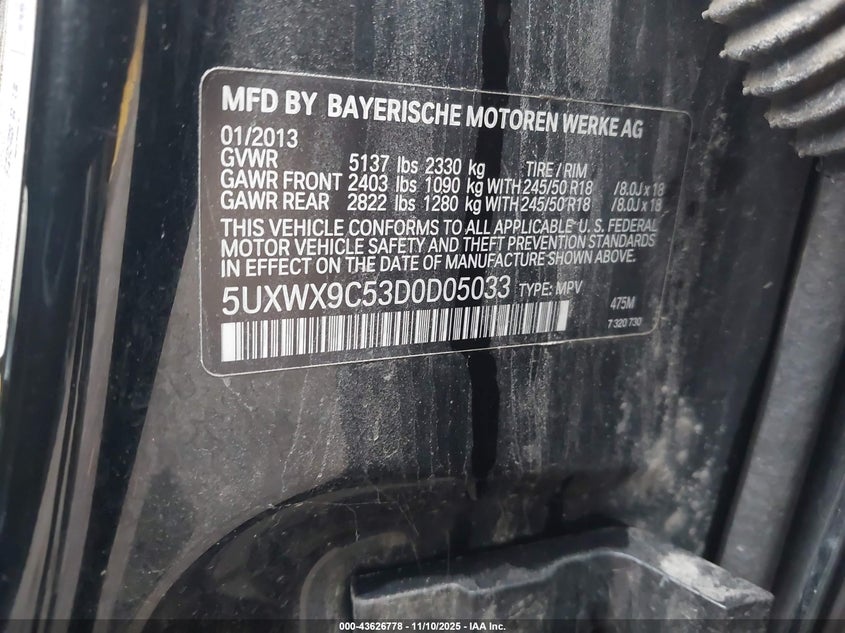 MFD BY BAYERISCHE MOTOREN WERKE AG
01/2013
GVWR 5137 lbs 2330 kg TIRE / RIM
GAWR FRONT 2403 lbs 1090 kg WITH 245/50 R18 /8.0J x 18
GAWR REAR 2822 lbs 1280 kg WITH 245/50 R18 /8.0J x 18
THIS VEHICLE CONFORMS TO ALL APPLICABLE U.S. FEDERAL
MOTOR VEHICLE SAFETY AND THEFT PREVENTION STANDARDS
IN EFFECT ON THE DATE OF MANUFACTURE SHOWN ABOVE.
5UXWX9C53D0D05033 TYPE: MPV 475M
7 320 730
000-43626778 - 11/10/2025 - IAA Inc.